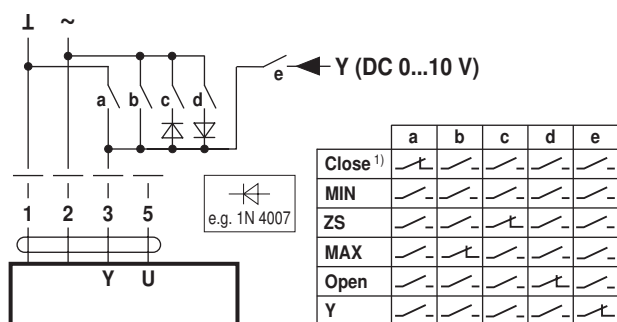 ⊥ ~
e
Y (DC 0...10 V)
a b c d
a b c d e
Close 1)
MIN
ZS
MAX
Open
Y
e.g. 1N 4007
1 2 3 5
Y U